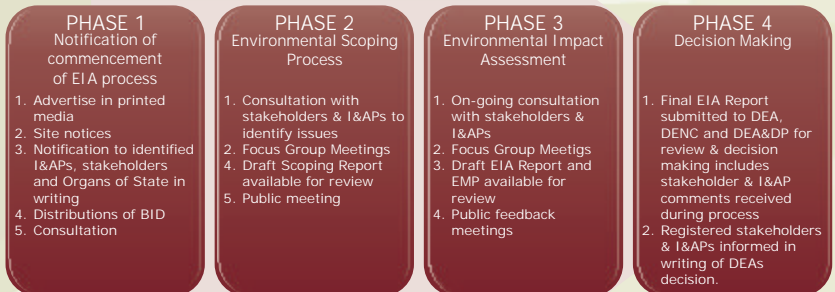 PHASE 1
Notification of
commencement
of EIA process
1. Advertise in printed
media
2. Site notices
3. Notification to identified
I&APs, stakeholders
and Organs of State in
writing
4. Distributions of BID
5. Consultation
PHASE 2
Environmental Scoping
Process
1. Consultation with
stakeholders & I&APs to
identify issues
2. Focus Group Meetings
4. Draft Scoping Report
available for review
5. Public meeting
PHASE 3
Environmental Impact
Assessment
1. On-going consultation
with stakeholders &
I&APs
2. Focus Group Meetigs
3. Draft EIA Report and
EMP available for
review
4. Public feedback
meetings
PHASE 4
Decision Making
1. Final EIA Report
submitted to DEA,
DENC and DEA&DP for
review & decision
making includes
stakeholder & I&AP
comments received
during process
2. Registered stakeholders
& I&APs informed in
writing of DEAs
decision.